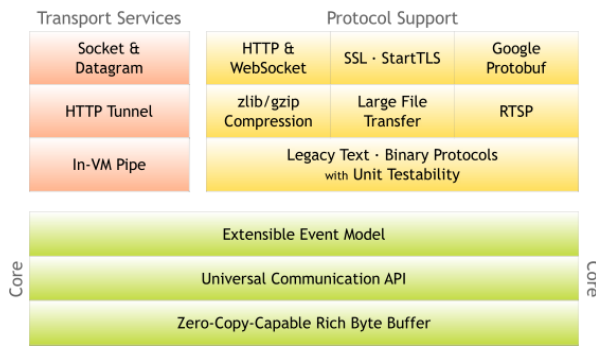 Transport Services
Protocol Support
Socket &
Datagram
HTTP &
WebSocket
SSL · StartTLS
Google
Protobuf
HTTP Tunnel
zlib/gzip
Compression
Large File
Transfer
RTSP
In-VM Pipe
Legacy Text · Binary Protocols
with Unit Testability
Core
Extensible Event Model
Universal Communication API
Zero-Copy-Capable Rich Byte Buffer
Core